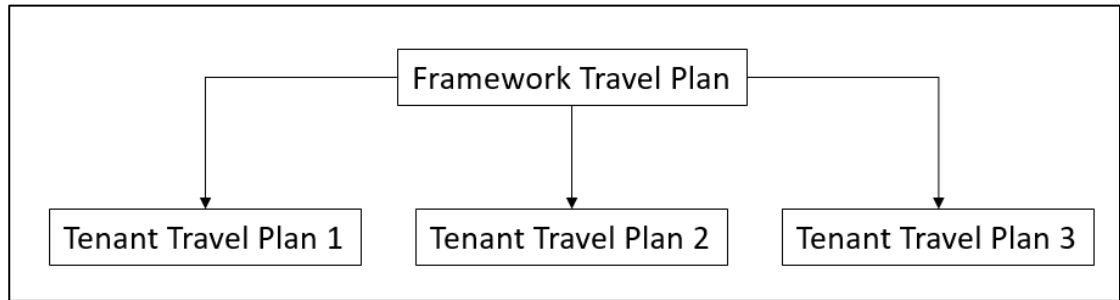 Framework Travel Plan
Tenant Travel Plan 1
Tenant Travel Plan 2
Tenant Travel Plan 3